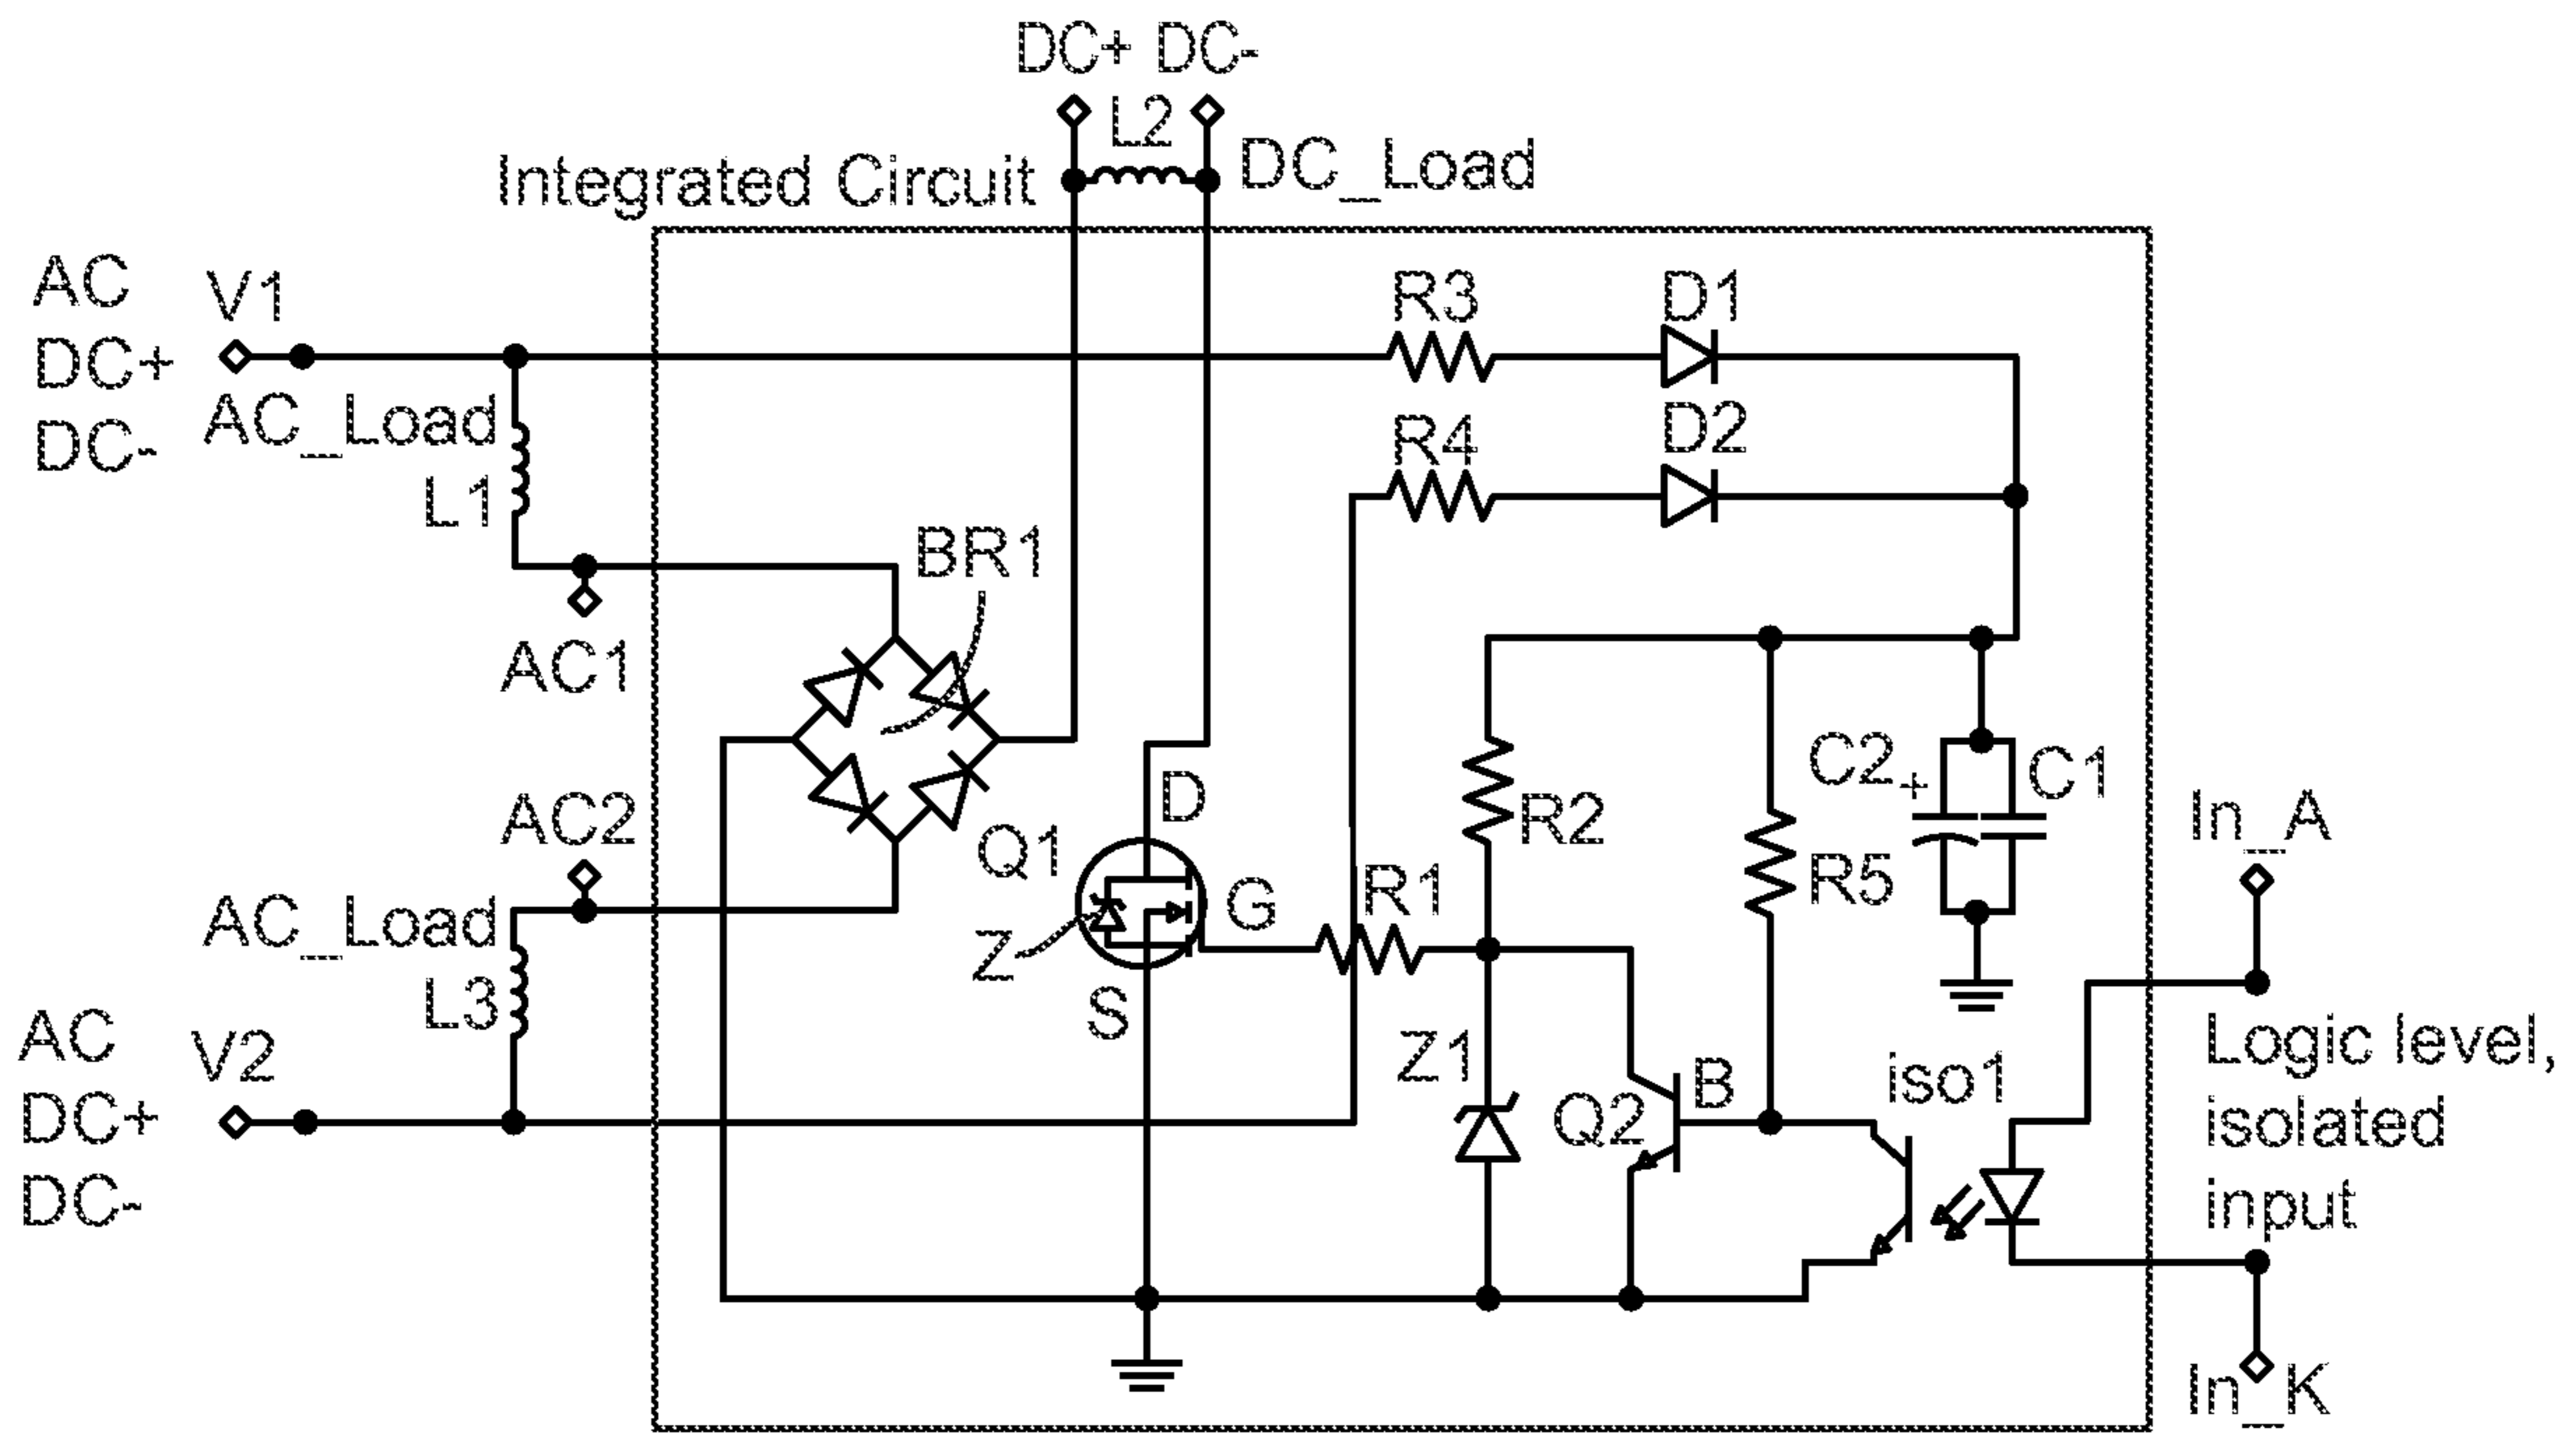 DC+ DC-
L2
Integrated Circuit
DC_Load
AC
DC+
DC-
V1
AC_Load
L1
R3
D1
R4
D2
BR1
AC1
AC2
AC_Load
L3
AC
DC+
DC-
V2
Q1
D
G
Z
S
R1
R2
R5
C2+
C1
Z1
Q2
B
iso1
In_A
Logic level,
isolated
input
In_K